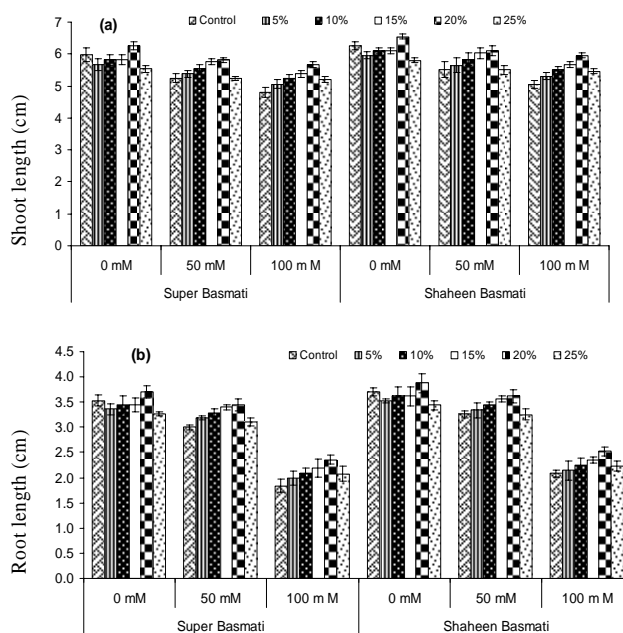 (a)
Control 5% 10% 15% 20% 25%
Shoot length (cm)
7
6
5
4
3
2
1
0
0 mM 50 mM 100 m M 0 mM 50 mM 100 m M
Super Basmati Shaheen Basmati
(b)
Control 5% 10% 15% 20% 25%
Root length (cm)
4.5
4.0
3.5
3.0
2.5
2.0
1.5
1.0
0.5
0.0
0 mM 50 mM 100 m M 0 mM 50 mM 100 m M
Super Basmati Shaheen Basmati